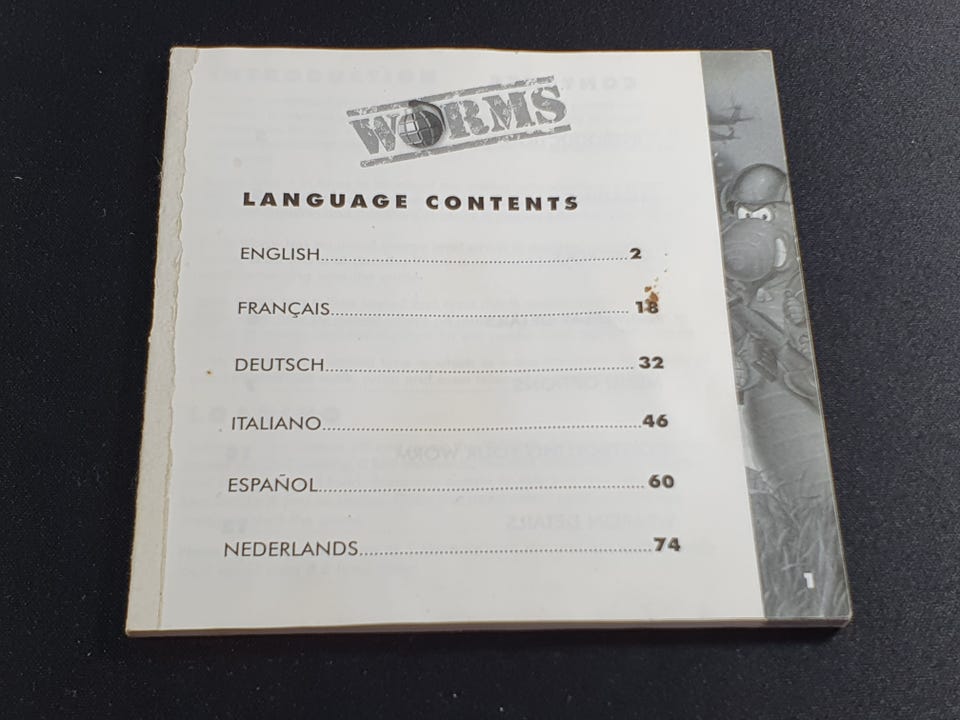 WORMS
LANGUAGE CONTENTS
ENGLISH 2
FRANÇAIS 18
DEUTSCH 32
ITALIANO 46
ESPAÑOL 60
NEDERLANDS 74
1